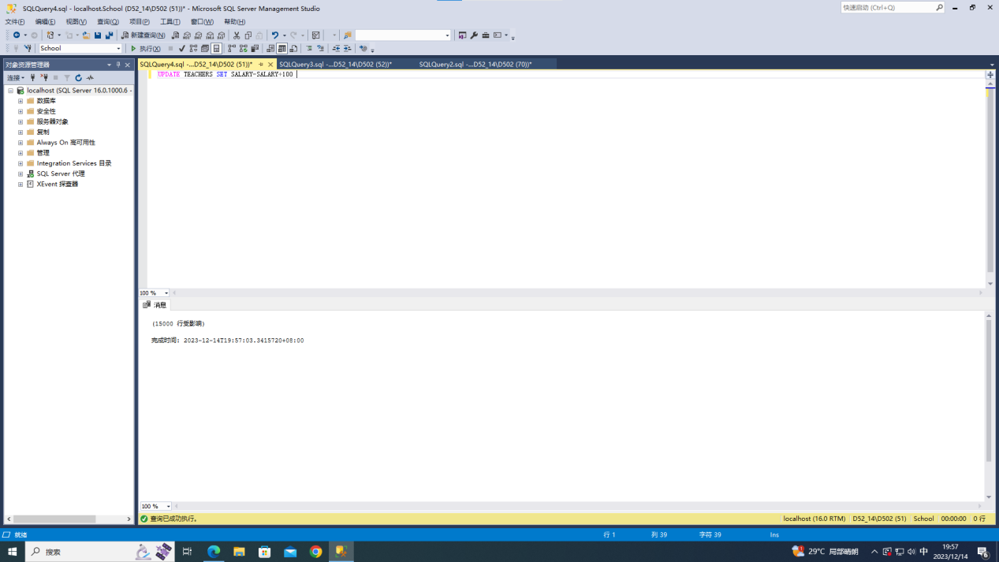 SQLQuery4.sql - localhost.School (D52_14\D502 (51))* - Microsoft SQL Server Management Studio
快速启动 (Ctrl+Q)
文件(F) 编辑(E) 视图(V) 查询(Q) 项目(P) 工具(T) 窗口(W) 帮助(H)
新建查询(N)
School 执行(X)
对象资源管理器
连接
localhost (SQL Server 16.0.1000.6 -
数据库
安全性
服务器对象
复制
Always On 高可用性
管理
Integration Services 目录
SQL Server 代理
XEvent 探查器
SQLQuery4.sql -...D52_14\D502 (51))* SQLQuery3.sql -...D52_14\D502 (52))* SQLQuery2.sql -...D52_14\D502 (70))*
UPDATE TEACHERS SET SALARY=SALARY+100
100 %
消息
(15000 行受影响)
完成时间: 2023-12-14T19:57:03.3415720+08:00
100 %
查询已成功执行。 localhost (16.0 RTM) D52_14\D502 (51) School 00:00:00 0 行
就绪 行 1 列 39 字符 39 Ins
搜索 29°C 局部晴朗 中 19:57
2023/12/14 6